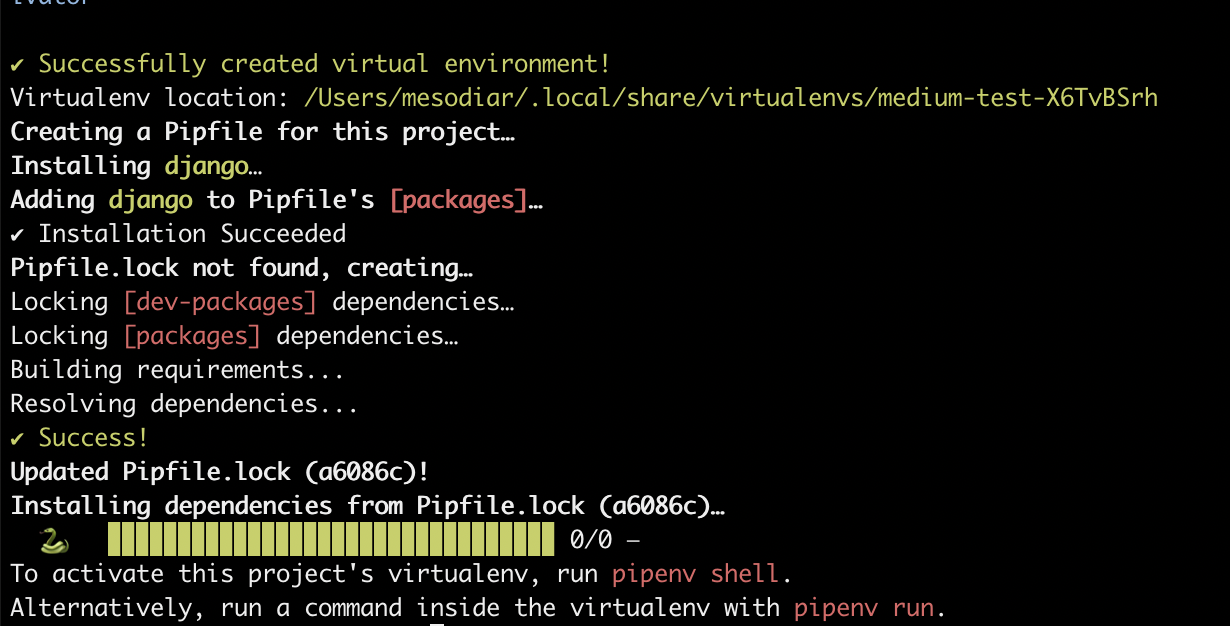 ✔ Successfully created virtual environment!
Virtualenv location: /Users/mesodiar/.local/share/virtualenvs/medium-test-X6TvBSrh
Creating a Pipfile for this project…
Installing django…
Adding django to Pipfile's [packages]…
✔ Installation Succeeded
Pipfile.lock not found, creating…
Locking [dev-packages] dependencies…
Locking [packages] dependencies…
Building requirements...
Resolving dependencies...
✔ Success!
Updated Pipfile.lock (a6086c)!
Installing dependencies from Pipfile.lock (a6086c)…
🐍 ▉▉▉▉▉▉▉▉▉▉▉▉▉▉▉▉▉▉▉▉▉▉▉▉▉▉▉▉▉▉▉▉ 0/0 —
To activate this project's virtualenv, run pipenv shell.
Alternatively, run a command inside the virtualenv with pipenv run.